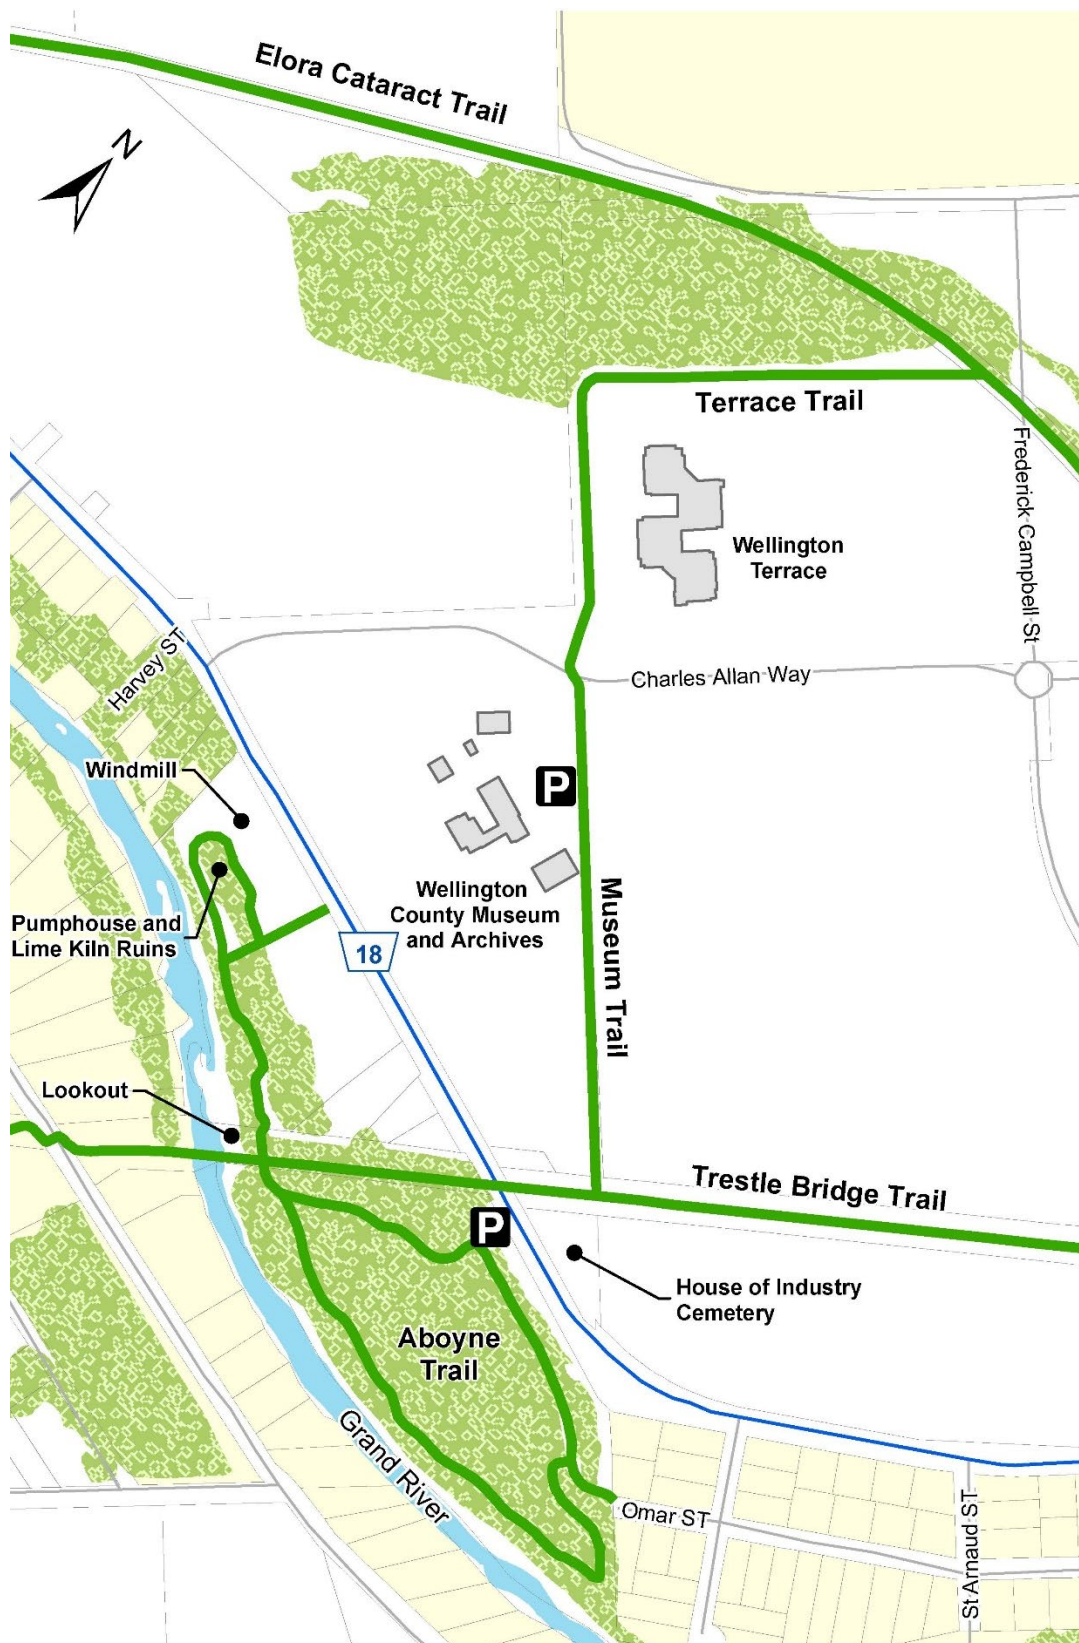 Elora Cataract Trail
N
Terrace Trail
Frederick Campbell St
Wellington
Terrace
Harvey ST
Charles Allan Way
Windmill
P
Pumphouse and
Lime Kiln Ruins
Wellington
County Museum
and Archives
18
Museum Trail
Lookout
Trestle Bridge Trail
P
House of Industry
Cemetery
Aboyne
Trail
Grand River
Omar ST
St Arnaud ST